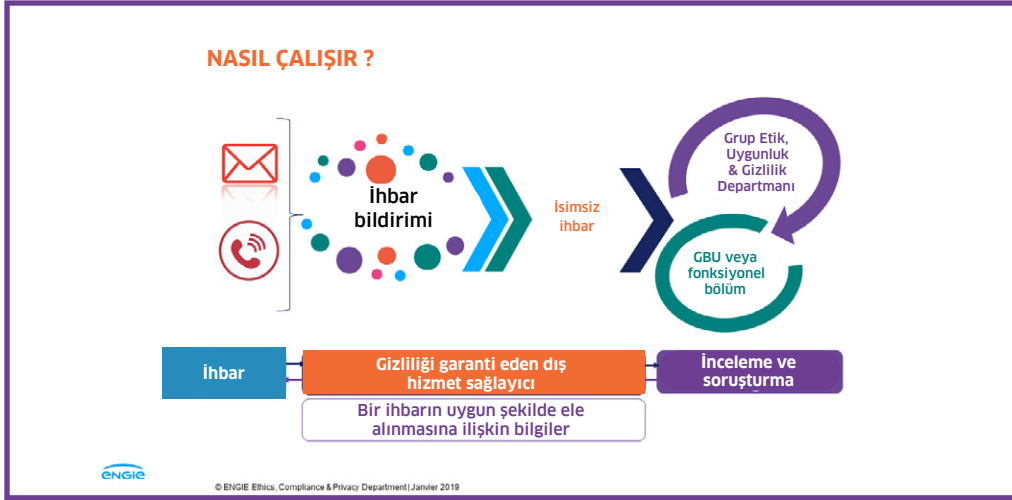 NASIL ÇALIŞIR ?
İhbar
bildirimi
İsimsiz
ihbar
Grup Etik,
Uygunluk
& Gizlilik
Departmanı
GBU veya
fonksiyonel
bölüm
İhbar
Gizliliği garanti eden dış
hizmet sağlayıcı
İnceleme ve
soruşturma
Bir ihbarın uygun şekilde ele
alınmasına ilişkin bilgiler
ENGIE
© ENGIE Ethics, Compliance & Privacy Department| Janvier 2019